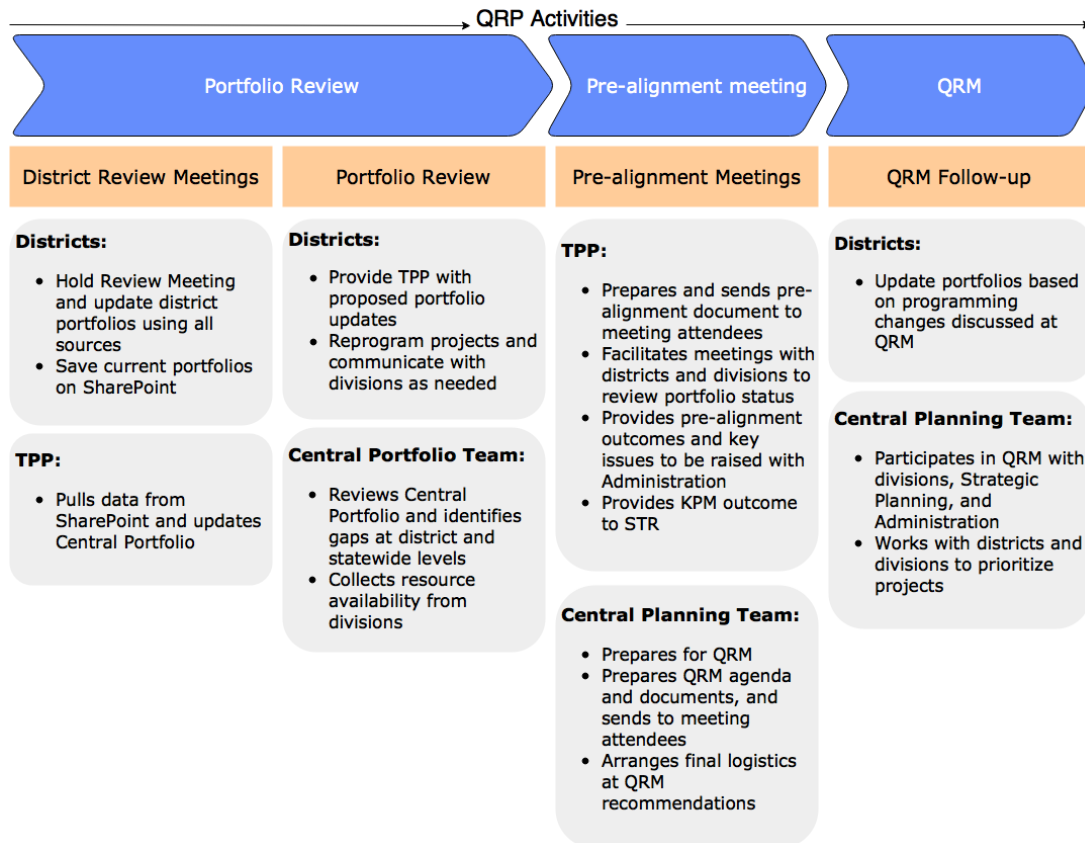 QRP Activities
Portfolio Review
Pre-alignment meeting
QRM
District Review Meetings
Portfolio Review
Pre-alignment Meetings
QRM Follow-up
Districts:
• Hold Review Meeting
and update district
portfolios using all
sources
• Save current portfolios
on SharePoint
TPP:
• Pulls data from
SharePoint and updates
Central Portfolio
Districts:
• Provide TPP with
proposed portfolio
updates
• Reprogram projects and
communicate with
divisions as needed
Central Portfolio Team:
• Reviews Central
Portfolio and identifies
gaps at district and
statewide levels
• Collects resource
availability from
divisions
TPP:
• Prepares and sends pre-
alignment document to
meeting attendees
• Facilitates meetings with
districts and divisions to
review portfolio status
• Provides pre-alignment
outcomes and key
issues to be raised with
Administration
• Provides KPM outcome
to STR
Central Planning Team:
• Prepares for QRM
• Prepares QRM agenda
and documents, and
sends to meeting
attendees
• Arranges final logistics
at QRM
recommendations
Districts:
• Update portfolios based
on programming
changes discussed at
QRM
Central Planning Team:
• Participates in QRM with
divisions, Strategic
Planning, and
Administration
• Works with districts and
divisions to prioritize
projects